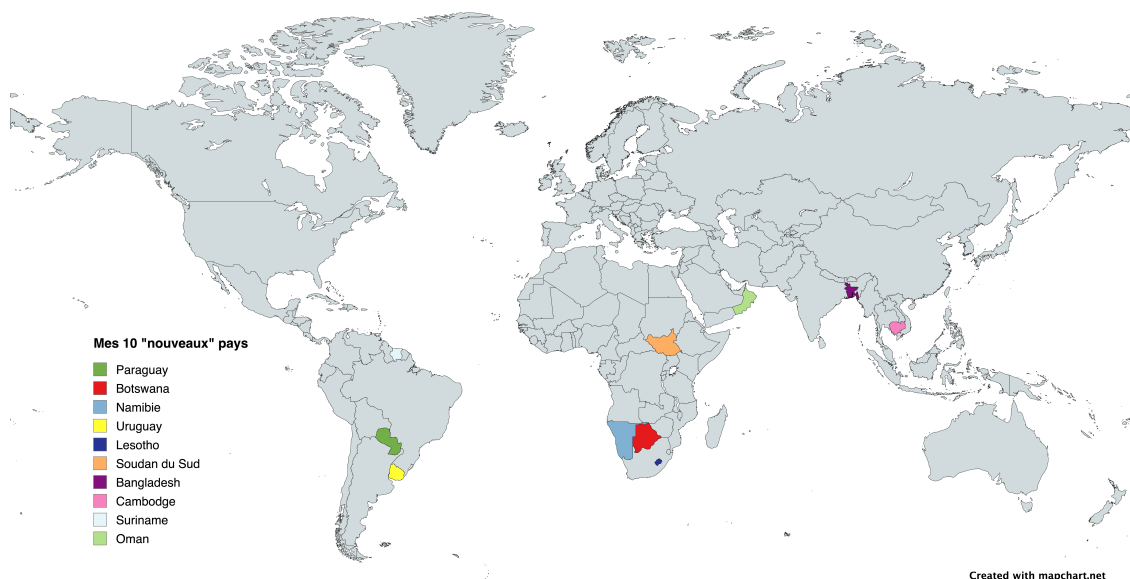 Mes 10 "nouveaux" pays
Paraguay
Botswana
Namibie
Uruguay
Lesotho
Soudan du Sud
Bangladesh
Cambodge
Suriname
Oman
Created with mapchart.net